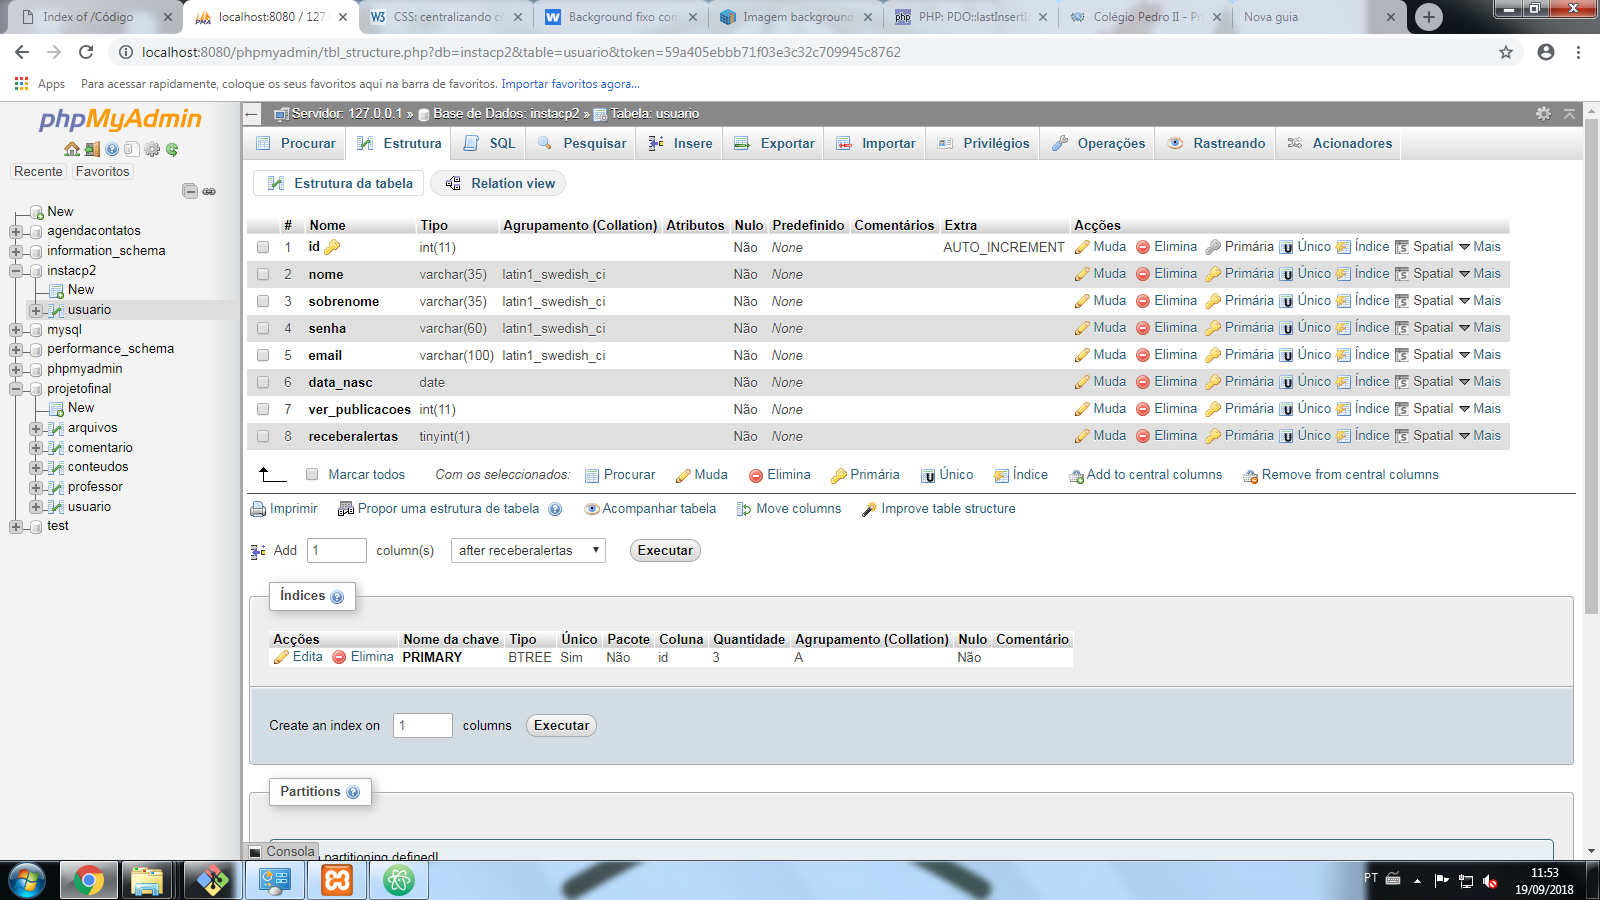 Index of /Código
localhost:8080 / 127.
CSS: centralizando co
Background fixo com
Imagem background
PHP: PDO::lastInsertI
Colégio Pedro II - Pr
Nova guia
localhost:8080/phpmyadmin/tbl_structure.php?db=instacp2&table=usuario&token=59a405ebbb71f03e3c32c709945c8762
Apps Para acessar rapidamente, coloque os seus favoritos aqui na barra de favoritos. Importar favoritos agora...
phpMyAdmin
Recente Favoritos
New
agendacontatos
information_schema
instacp2
New
usuario
mysql
performance_schema
phpmyadmin
projetofinal
New
arquivos
comentario
conteudos
professor
usuario
test
Servidor: 127.0.0.1 » Base de Dados: instacp2 » Tabela: usuario
Procurar Estrutura SQL Pesquisar Insere Exportar Importar Privilégios Operações Rastreando Acionadores
Estrutura da tabela Relation view
# Nome Tipo Agrupamento (Collation) Atributos Nulo Predefinido Comentários Extra Acções
1 id int(11) Não None AUTO_INCREMENT Muda Elimina Primária Único Índice Spatial Mais
2 nome varchar(35) latin1_swedish_ci Não None Muda Elimina Primária Único Índice Spatial Mais
3 sobrenome varchar(35) latin1_swedish_ci Não None Muda Elimina Primária Único Índice Spatial Mais
4 senha varchar(60) latin1_swedish_ci Não None Muda Elimina Primária Único Índice Spatial Mais
5 email varchar(100) latin1_swedish_ci Não None Muda Elimina Primária Único Índice Spatial Mais
6 data_nasc date Não None Muda Elimina Primária Único Índice Spatial Mais
7 ver_publicacoes int(11) Não None Muda Elimina Primária Único Índice Spatial Mais
8 receberalertas tinyint(1) Não None Muda Elimina Primária Único Índice Spatial Mais
Marcar todos Com os seleccionados: Procurar Muda Elimina Primária Único Índice Add to central columns Remove from central columns
Imprimir Propor uma estrutura de tabela Acompanhar tabela Move columns Improve table structure
Add 1 column(s) after receberalertas Executar
Índices
Acções Nome da chave Tipo Único Pacote Coluna Quantidade Agrupamento (Collation) Nulo Comentário
Edita Elimina PRIMARY BTREE Sim Não id 3 A Não
Create an index on 1 columns Executar
Partitions
Consola
partitioning defined!
PT
11:53
19/09/2018